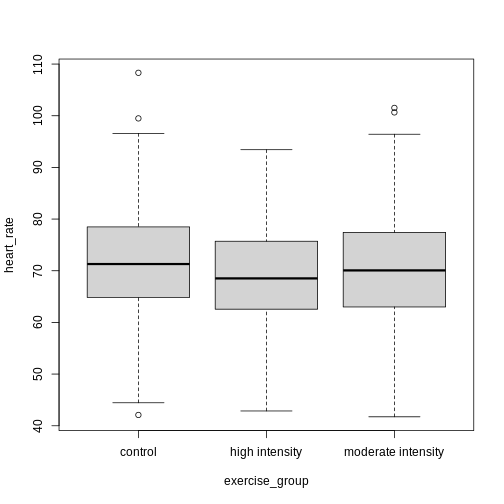 110
100
90
80
70
60
50
40
heart_rate
control
high intensity
moderate intensity
exercise_group